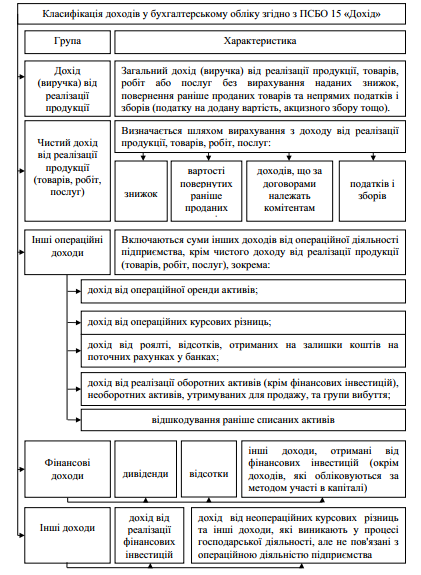 Класифікація доходів у бухгалтерському обліку згідно з ПСБО 15 «Дохід»
Група
Характеристика
Дохід
(виручка) від
реалізації
продукції
Загальний дохід (виручка) від реалізації продукції, товарів,
робіт або послуг без вирахування наданих знижок,
повернення раніше проданих товарів та непрямих податків і
зборів (податку на додану вартість, акцизного збору тощо).
Чистий дохід
від реалізації
продукції
(товарів, робіт,
послуг)
Визначається шляхом вирахування з доходу від реалізації
продукції, товарів, робіт, послуг:
знижок
вартості
повернутих
раніше
проданих
доходів, що за
договорами
належать
комітентам
податків і
зборів
Інші операційні
доходи
Включаються суми інших доходів від операційної діяльності
підприємства, крім чистого доходу від реалізації продукції
(товарів, робіт, послуг), зокрема:
дохід від операційної оренди активів;
дохід від операційних курсових різниць;
дохід від роялті, відсотків, отриманих на залишки коштів на
поточних рахунках у банках;
дохід від реалізації оборотних активів (крім фінансових інвестицій),
необоротних активів, утримуваних для продажу, та групи вибуття;
відшкодування раніше списаних активів
Фінансові
доходи
дивіденди
відсотки
інші доходи, отримані від
фінансових інвестицій (окрім
доходів, які обліковуються за
методом участі в капіталі)
Інші доходи
дохід від
реалізації
фінансових
інвестицій
дохід від неопераційних курсових різниць
та інші доходи, які виникають у процесі
господарської діяльності, але не пов'язані з
операційною діяльністю підприємства